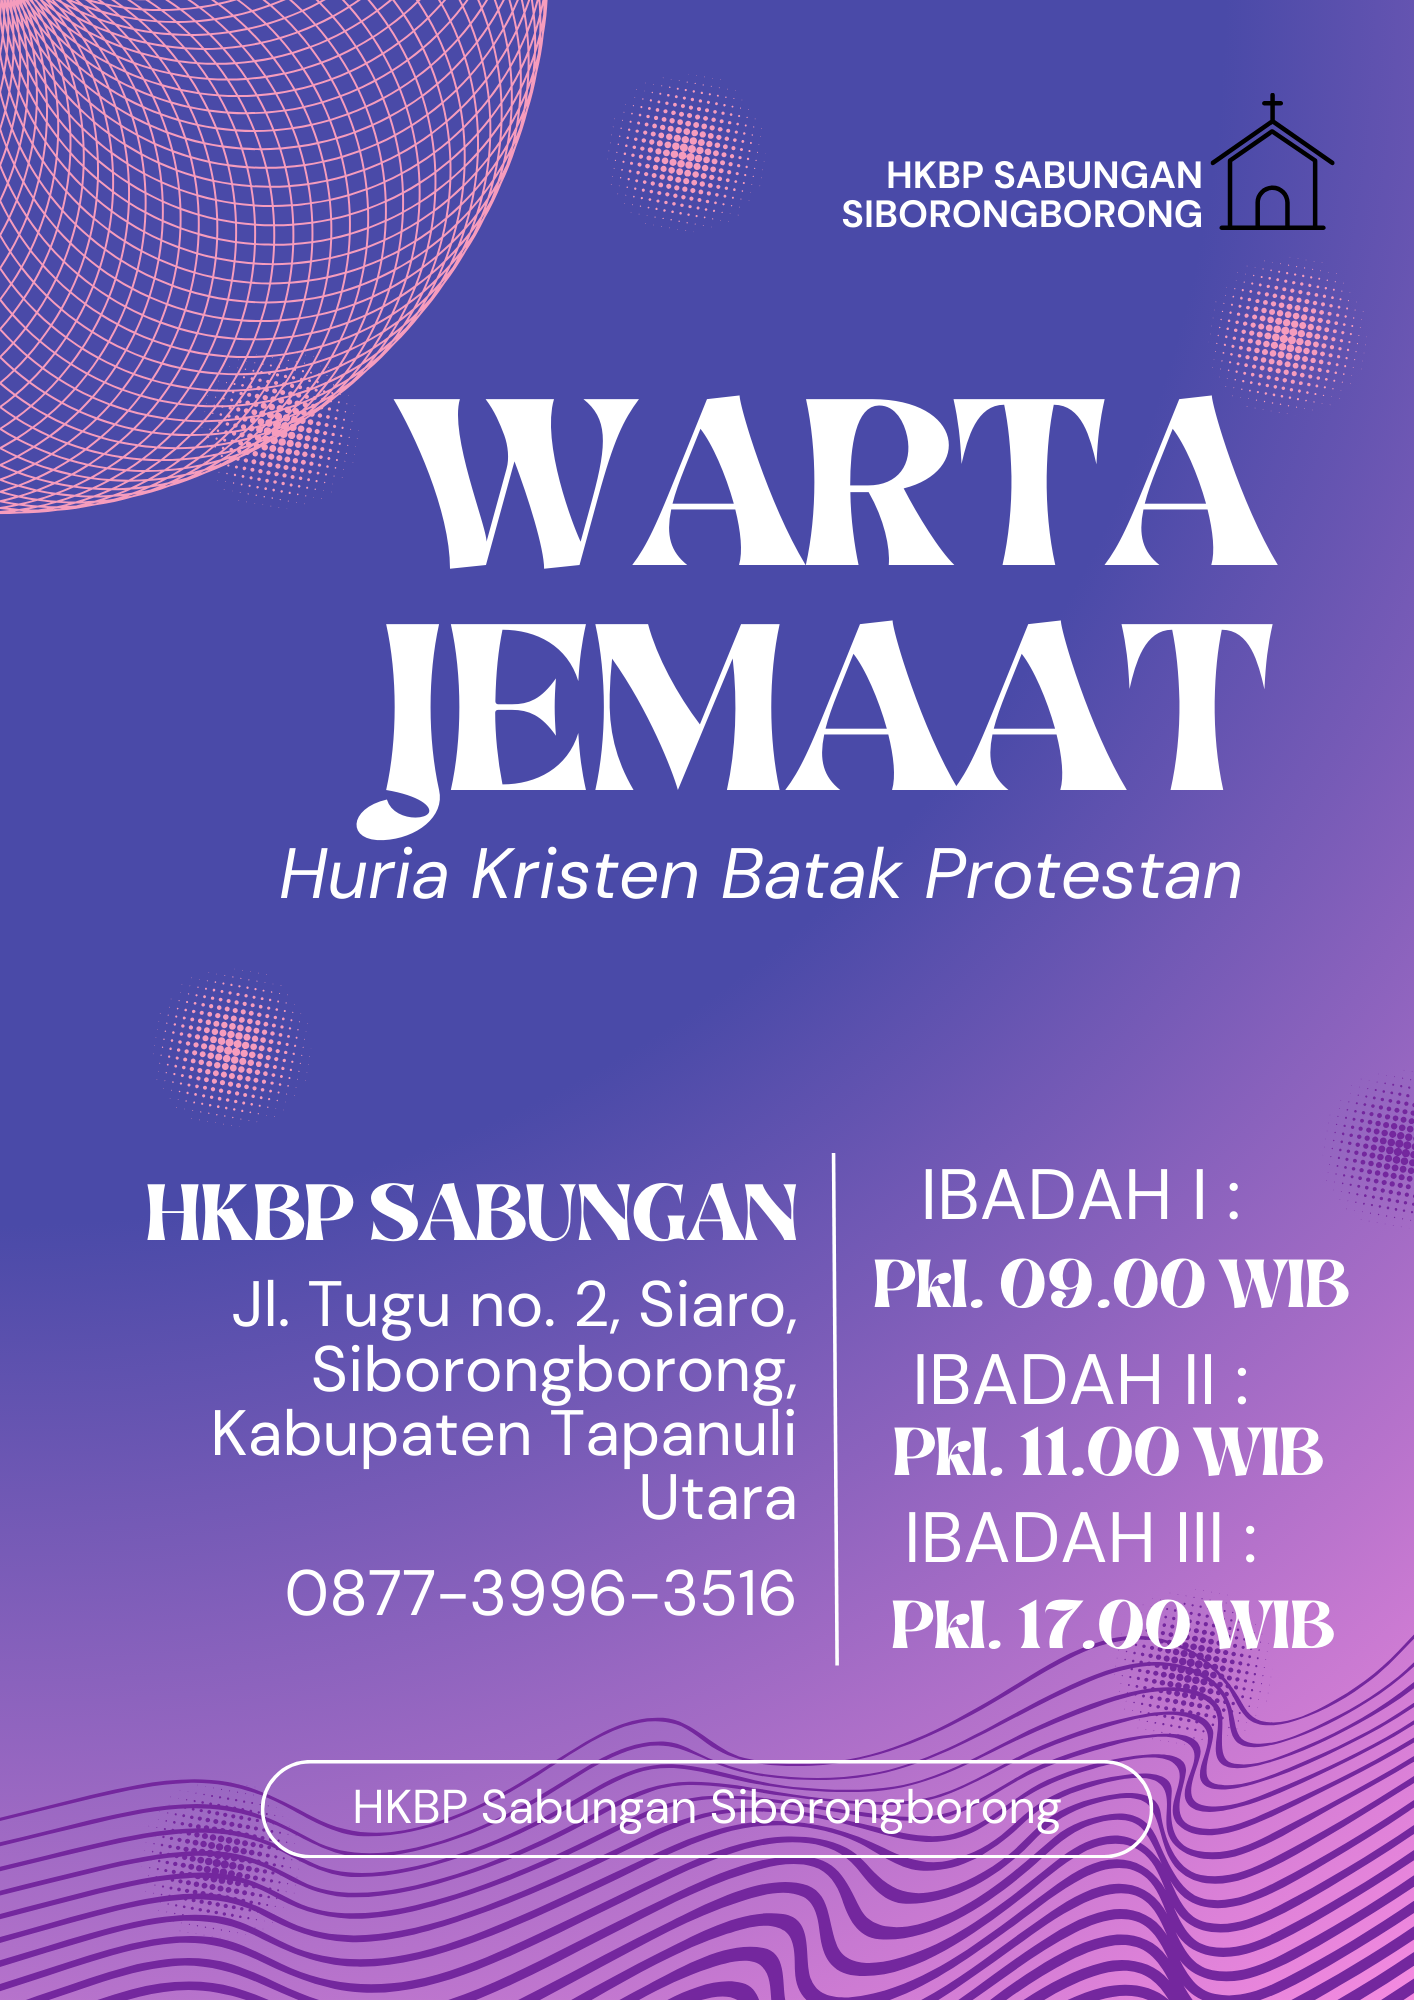 HKBP SABUNGAN
SIBORONGBORONG
WARTA
JEMAAT
Huria Kristen Batak Protestan
HKBP SABUNGAN
Jl. Tugu no. 2, Siaro,
Siborongborong,
Kabupaten Tapanuli
Utara
0877-3996-3516
IBADAH I :
Pkl. 09.00 WIB
IBADAH II :
Pkl. 11.00 WIB
IBADAH III :
Pkl. 17.00 WIB
HKBP Sabungan Siborongborong